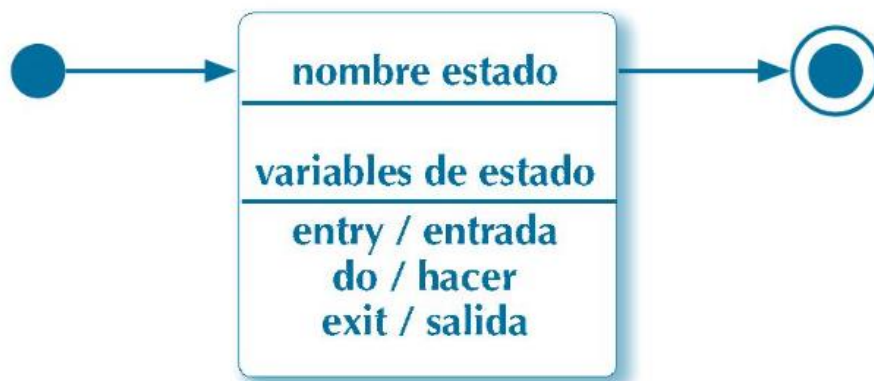 nombre estado
variables de estado
entry / entrada
do / hacer
exit / salida